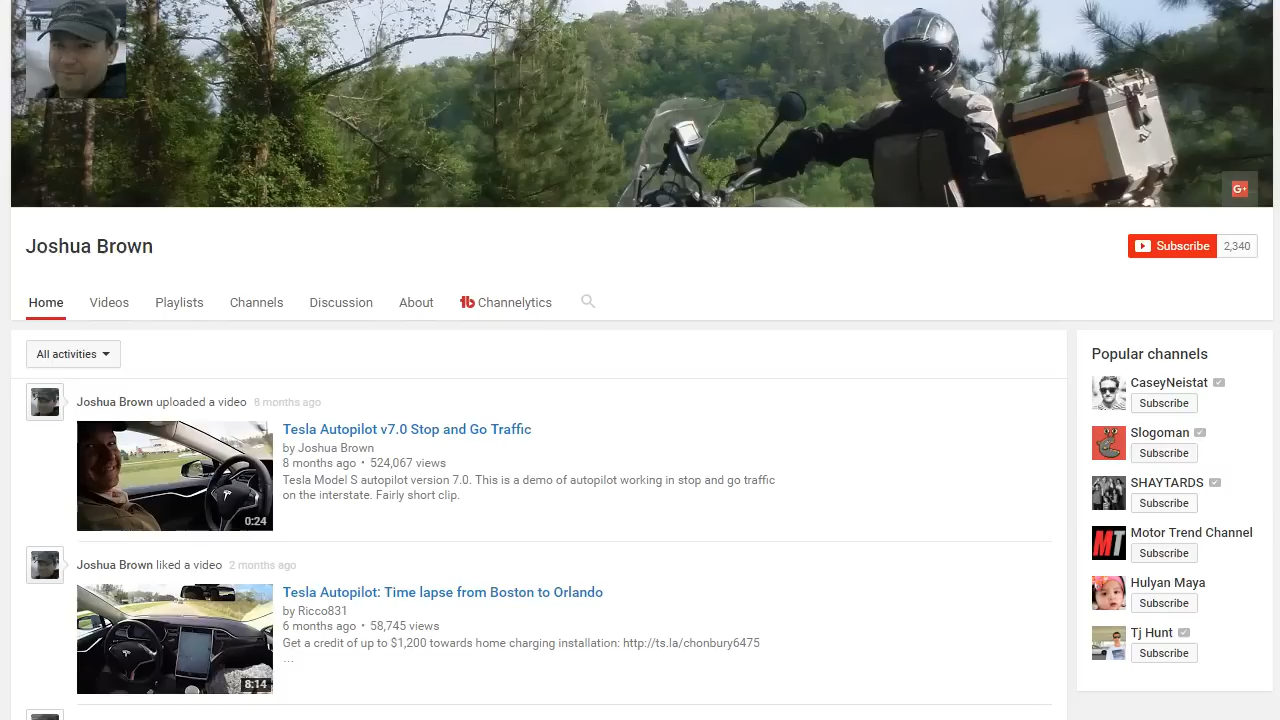 G+
Joshua Brown
Subscribe 2,340
Home Videos Playlists Channels Discussion About tb Channelytics
All activities
Joshua Brown uploaded a video 8 months ago
Tesla Autopilot v7.0 Stop and Go Traffic
by Joshua Brown
8 months ago • 524,067 views
Tesla Model S autopilot version 7.0. This is a demo of autopilot working in stop and go traffic
on the interstate. Fairly short clip.
0:24
Joshua Brown liked a video 2 months ago
Tesla Autopilot: Time lapse from Boston to Orlando
by Ricco831
6 months ago • 58,745 views
Get a credit of up to $1,200 towards home charging installation: http://ts.la/chonbury6475
...
8:14
Popular channels
CaseyNeistat
Subscribe
Slogoman
Subscribe
SHAYTARDS
Subscribe
MT
Motor Trend Channel
Subscribe
Hulyan Maya
Subscribe
Tj Hunt
Subscribe